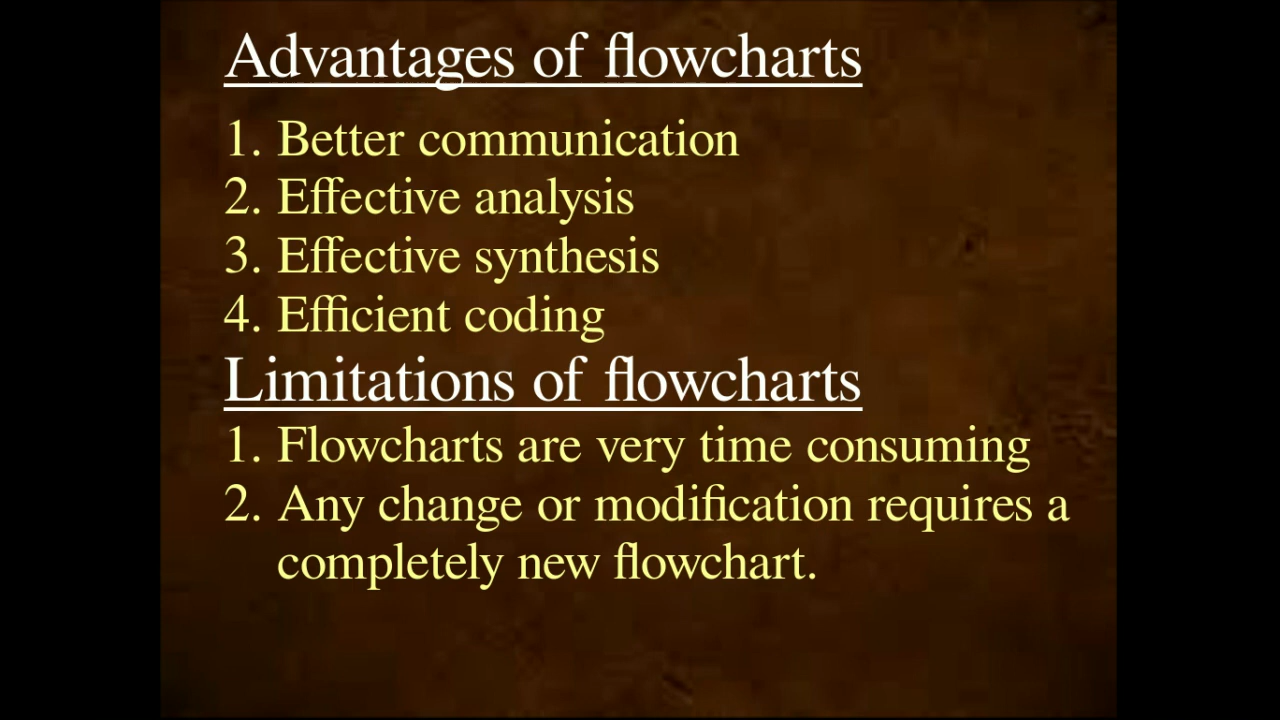 Advantages of flowcharts
1. Better communication
2. Effective analysis
3. Effective synthesis
4. Efficient coding
Limitations of flowcharts
1. Flowcharts are very time consuming
2. Any change or modification requires a
completely new flowchart.